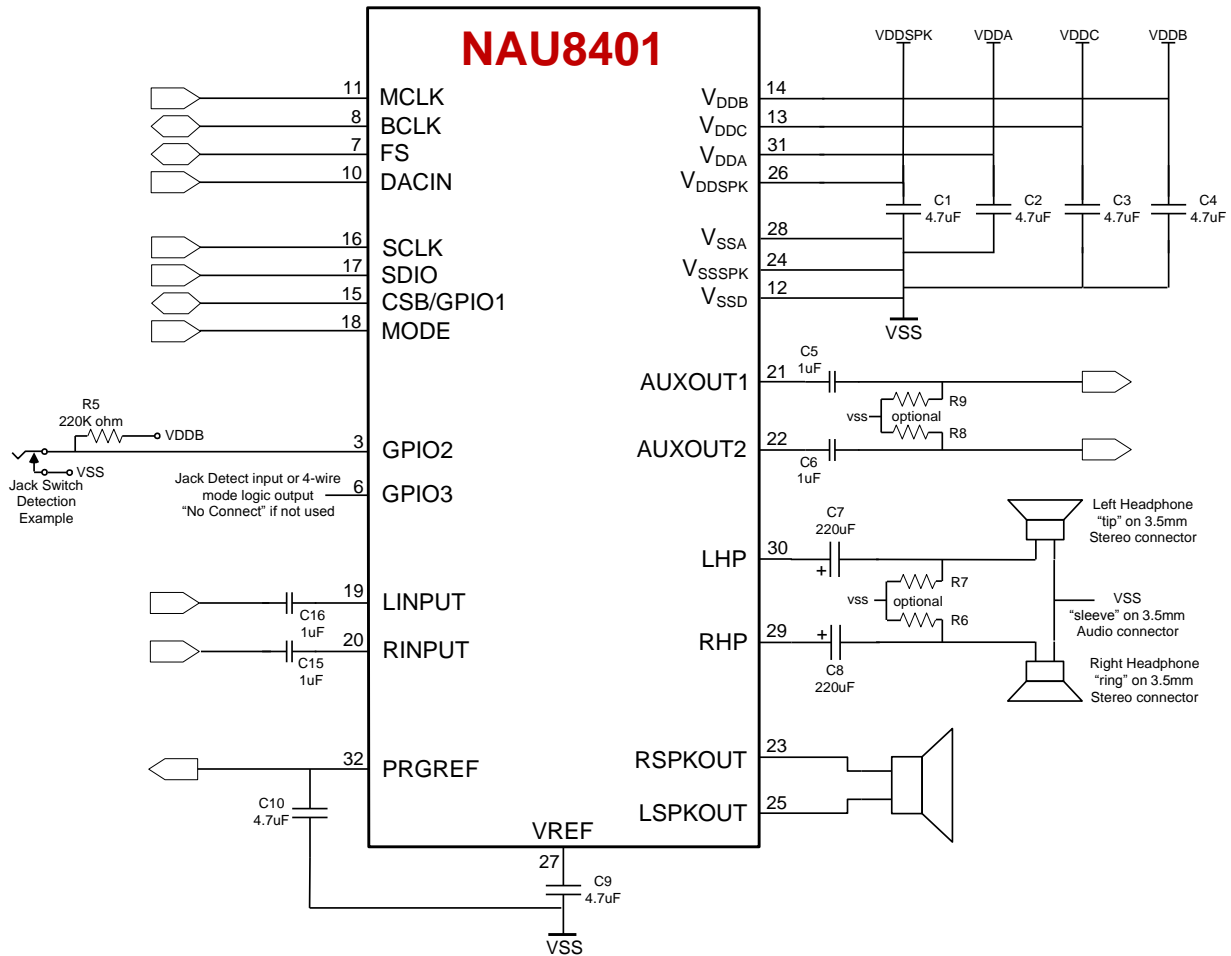 NAU8401
11
MCLK
8
BCLK
7
FS
10
DACIN
16
SCLK
17
SDIO
15
CSB/GPIO1
18
MODE
R5
220K ohm
VDDB
VSS
Jack Switch
Detection
Example
3
GPIO2
Jack Detect input or 4-wire
mode logic output
“No Connect” if not used
6
GPIO3
19
LINPUT
C16
1uF
20
RINPUT
C15
1uF
32
PRGREF
C10
4.7uF
VREF
27
C9
4.7uF
VSS
VDDSPK
VDDA
VDDC
VDDB
VDDB
14
VDDC
13
VDDA
31
VDDSPK
26
C1
4.7uF
C2
4.7uF
C3
4.7uF
C4
4.7uF
VSSA
28
VSSSPK
24
VSSD
12
VSS
AUXOUT1
21
C5
1uF
R9
vss
optional
R8
AUXOUT2
22
C6
1uF
LHP
30
C7
220uF
+
R7
vss
optional
R6
RHP
29
+
C8
220uF
Left Headphone
“tip” on 3.5mm
Stereo connector
VSS
“sleeve” on 3.5mm
Audio connector
Right Headphone
“ring” on 3.5mm
Stereo connector
RSPKOUT
23
LSPKOUT
25